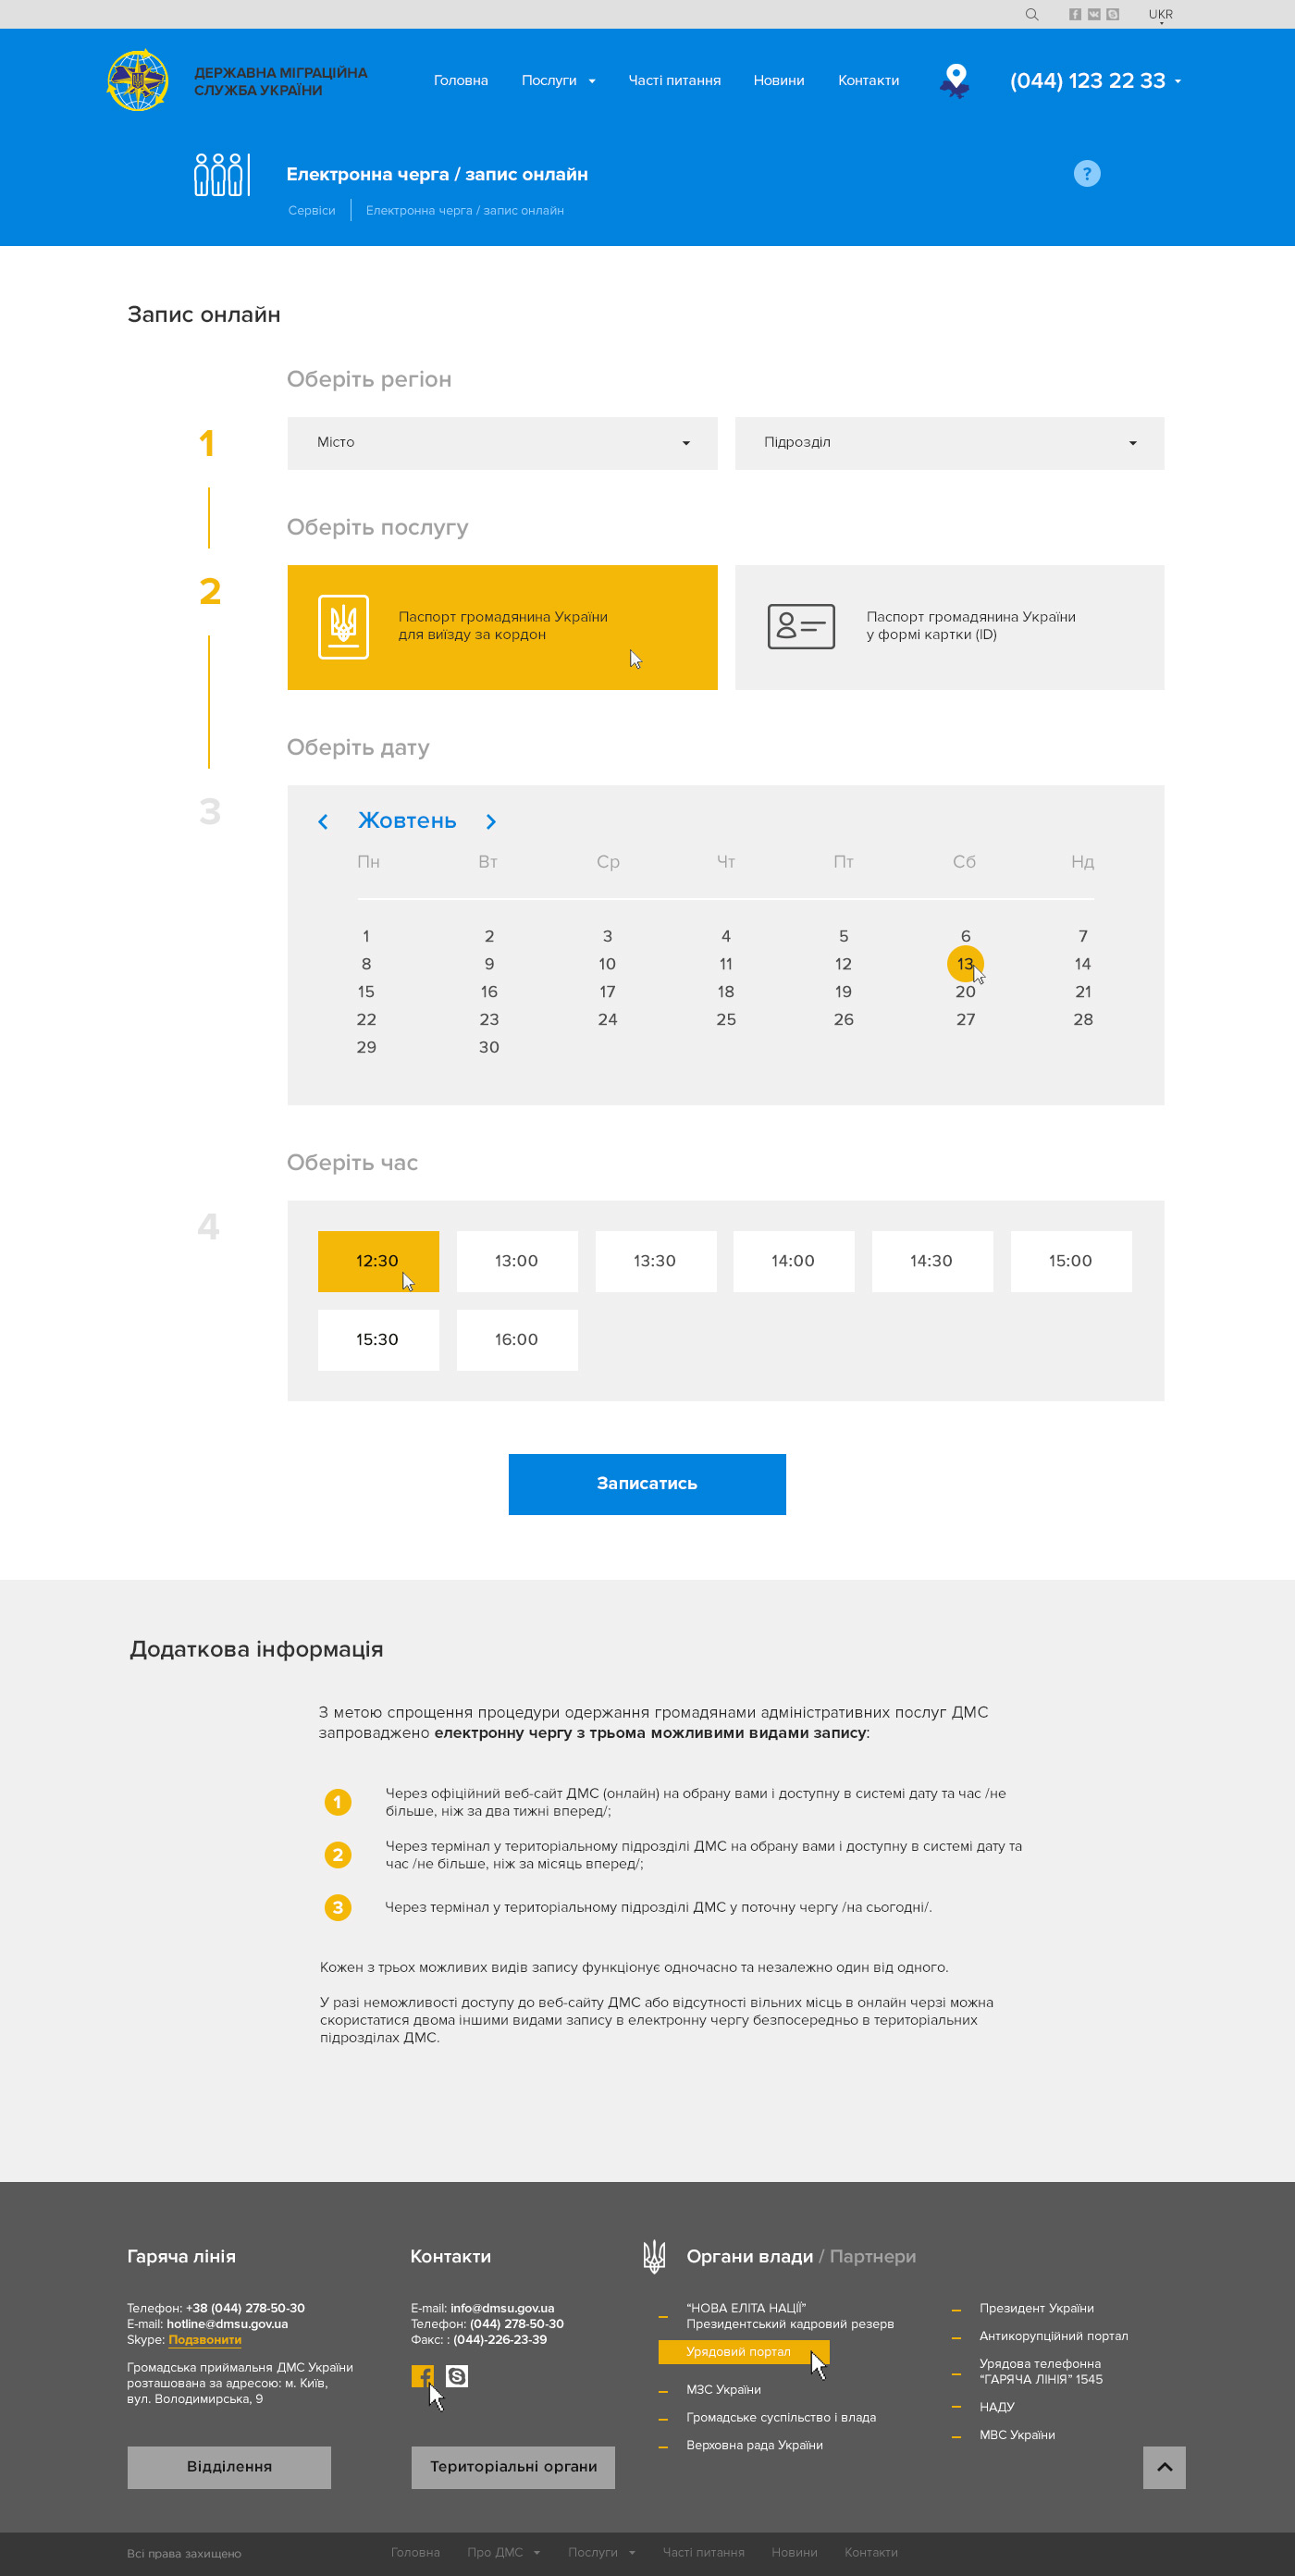 UKR
ДЕРЖАВНА МІГРАЦІЙНА
СЛУЖБА УКРАЇНИ
Головна Послуги Часті питання Новини Контакти (044) 123 22 33
Електронна черга / запис онлайн ?
Сервіси Електронна черга / запис онлайн
Запис онлайн
Оберіть регіон
1 Місто Підрозділ
Оберіть послугу
2
Паспорт громадянина України
для виїзду за кордон
Паспорт громадянина України
у формі картки (ID)
Оберіть дату
3
Жовтень
Пн Вт Ср Чт Пт Сб Нд
1 2 3 4 5 6 7
8 9 10 11 12 13 14
15 16 17 18 19 20 21
22 23 24 25 26 27 28
29 30
Оберіть час
4
12:30 13:00 13:30 14:00 14:30 15:00
15:30 16:00
Записатись
Додаткова інформація
З метою спрощення процедури одержання громадянами адміністративних послуг ДМС
запроваджено електронну чергу з трьома можливими видами запису:
1 Через офіційний веб-сайт ДМС (онлайн) на обрану вами і доступну в системі дату та час /не
більше, ніж за два тижні вперед/;
2 Через термінал у територіальному підрозділі ДМС на обрану вами і доступну в системі дату та
час /не більше, ніж за місяць вперед/;
3 Через термінал у територіальному підрозділі ДМС у поточну чергу /на сьогодні/.
Кожен з трьох можливих видів запису функціонує одночасно та незалежно один від одного.
У разі неможливості доступу до веб-сайту ДМС або відсутності вільних місць в онлайн черзі можна
скористатися двома іншими видами запису в електронну чергу безпосередньо в територіальних
підрозділах ДМС.
Гаряча лінія
Телефон: +38 (044) 278-50-30
E-mail: hotline@dmsu.gov.ua
Skype: Подзвонити
Громадська приймальня ДМС України
розташована за адресою: м. Київ,
вул. Володимирська, 9
Відділення
Контакти
E-mail: info@dmsu.gov.ua
Телефон: (044) 278-50-30
Факс: : (044)-226-23-39
Територіальні органи
Органи влади / Партнери
“НОВА ЕЛІТА НАЦІЇ”
Президентський кадровий резерв
Урядовий портал
МЗС України
Громадське суспільство і влада
Верховна рада України
Президент України
Антикорупційний портал
Урядова телефонна
“ГАРЯЧА ЛІНІЯ” 1545
НАДУ
МВС України
Всі права захищено Головна Про ДМС Послуги Часті питання Новини Контакти